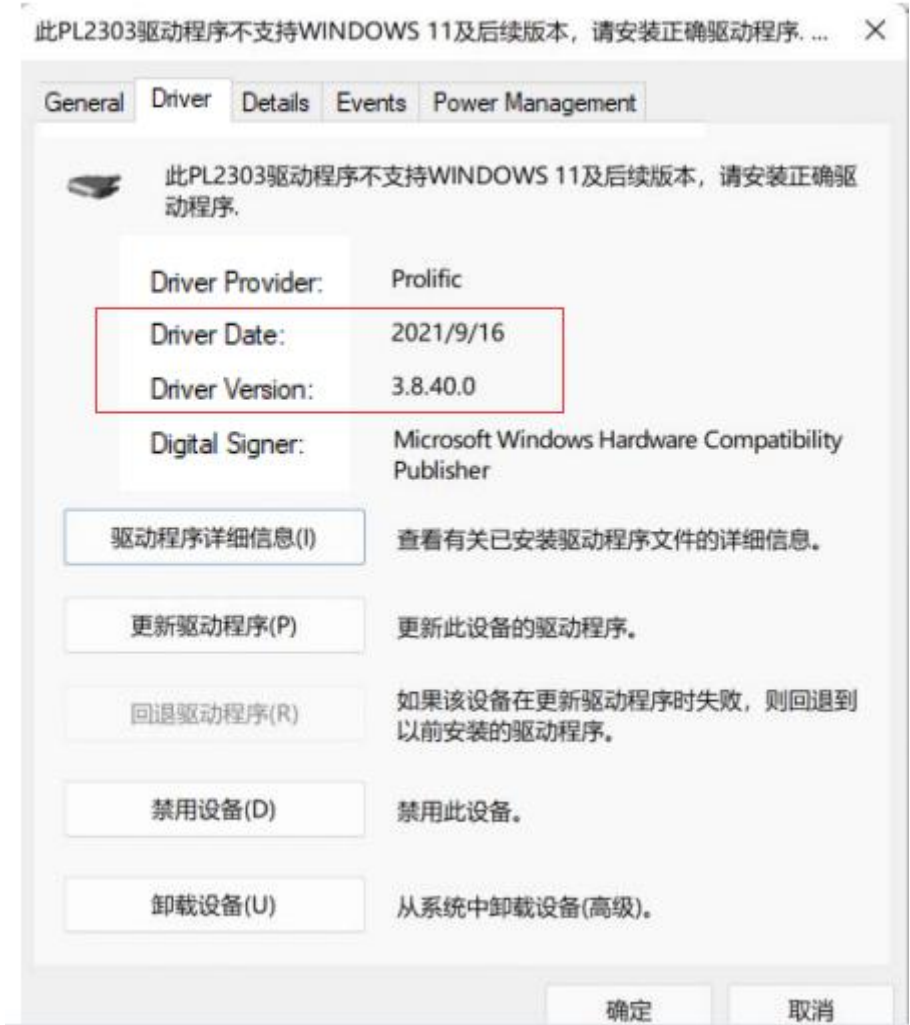 此PL2303驱动程序不支持WINDOWS 11及后续版本，请安装正确驱动程序. ...
General Driver Details Events Power Management
此PL2303驱动程序不支持WINDOWS 11及后续版本，请安装正确驱
动程序.
Driver Provider: Prolific
Driver Date: 2021/9/16
Driver Version: 3.8.40.0
Digital Signer: Microsoft Windows Hardware Compatibility
Publisher
驱动程序详细信息(I) 查看有关已安装驱动程序文件的详细信息。
更新驱动程序(P) 更新此设备的驱动程序。
回退驱动程序(R) 如果该设备在更新驱动程序时失败，则回退到
以前安装的驱动程序。
禁用设备(D) 禁用此设备。
卸载设备(U) 从系统中卸载设备(高级)。
确定 取消